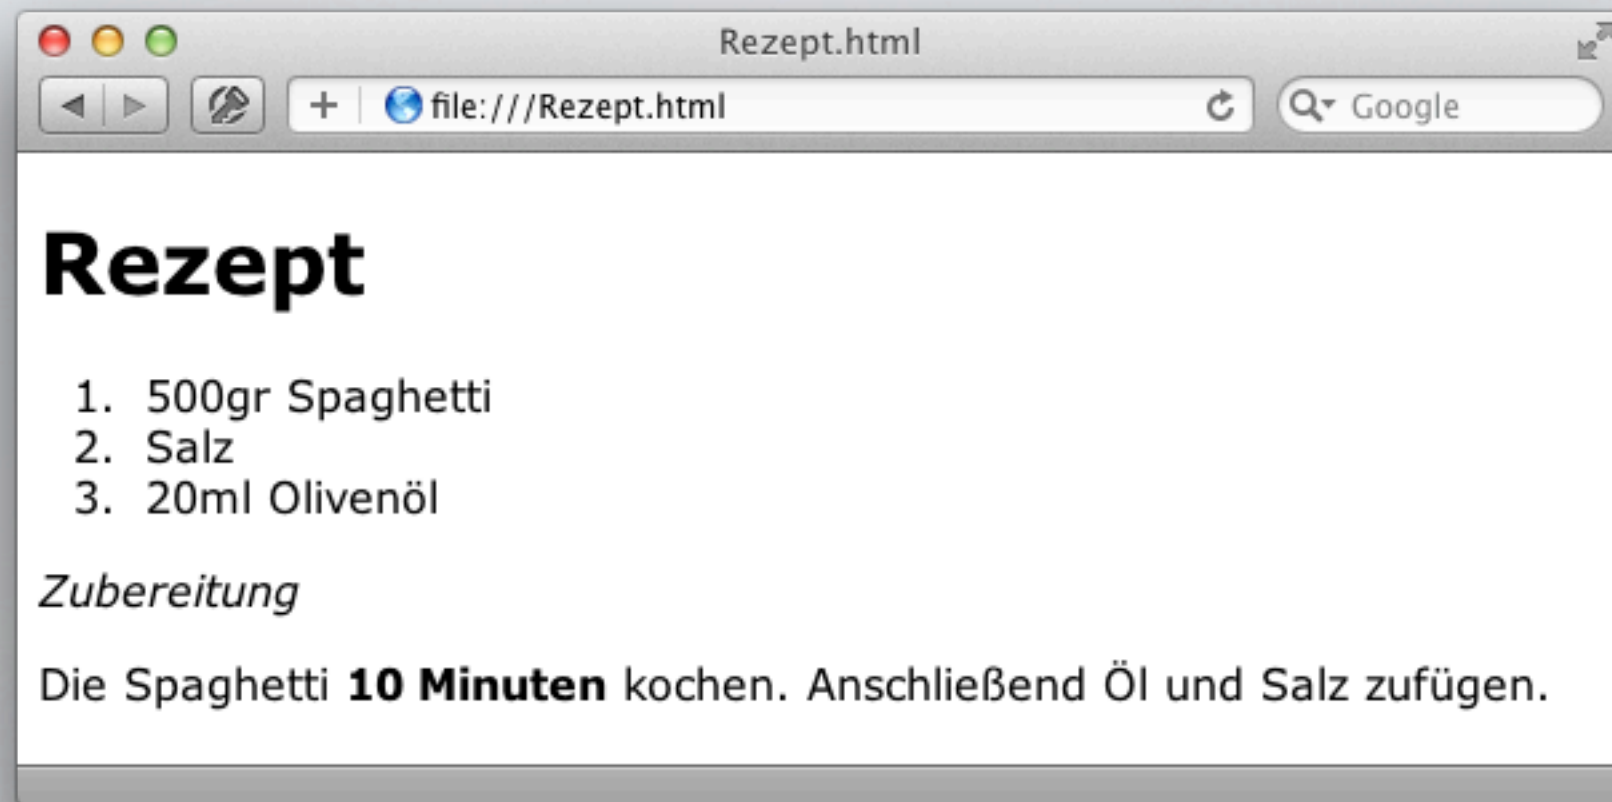 Rezept.html
file:///Rezept.html
Google
Rezept
1. 500gr Spaghetti
2. Salz
3. 20ml Olivenöl
Zubereitung
Die Spaghetti 10 Minuten kochen. Anschließend Öl und Salz zufügen.